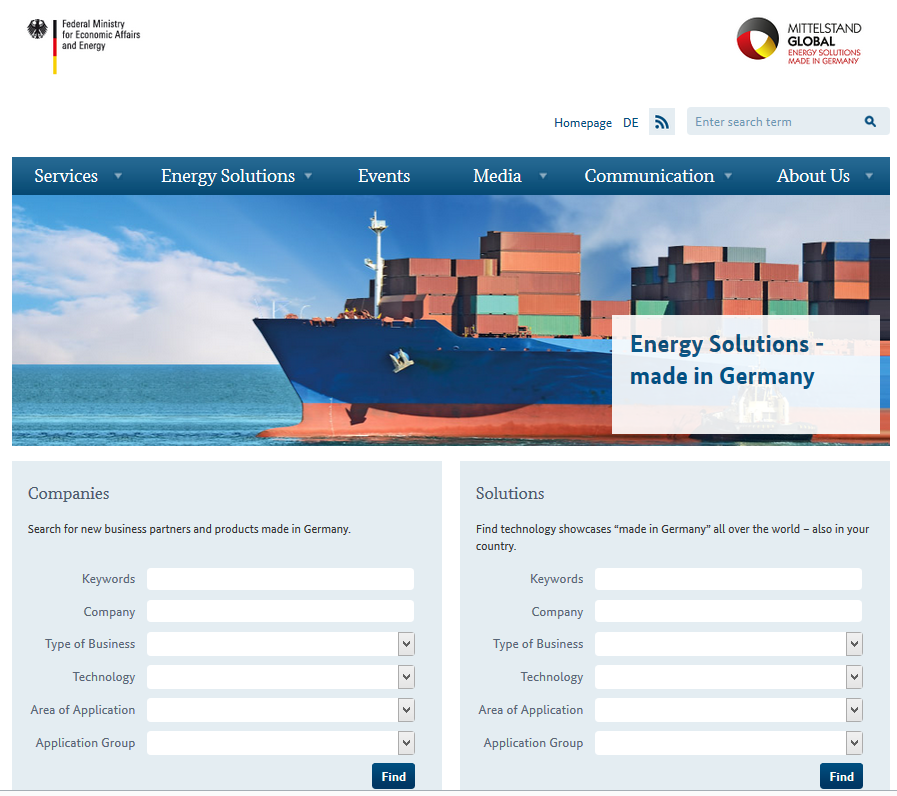 Federal Ministry
for Economic Affairs
and Energy
MITTELSTAND
GLOBAL
ENERGY SOLUTIONS
MADE IN GERMANY
Homepage DE Enter search term
Services Energy Solutions Events Media Communication About Us
Energy Solutions -
made in Germany
Companies
Search for new business partners and products made in Germany.
Keywords
Company
Type of Business
Technology
Area of Application
Application Group
Find
Solutions
Find technology showcases “made in Germany” all over the world – also in your
country.
Keywords
Company
Type of Business
Technology
Area of Application
Application Group
Find